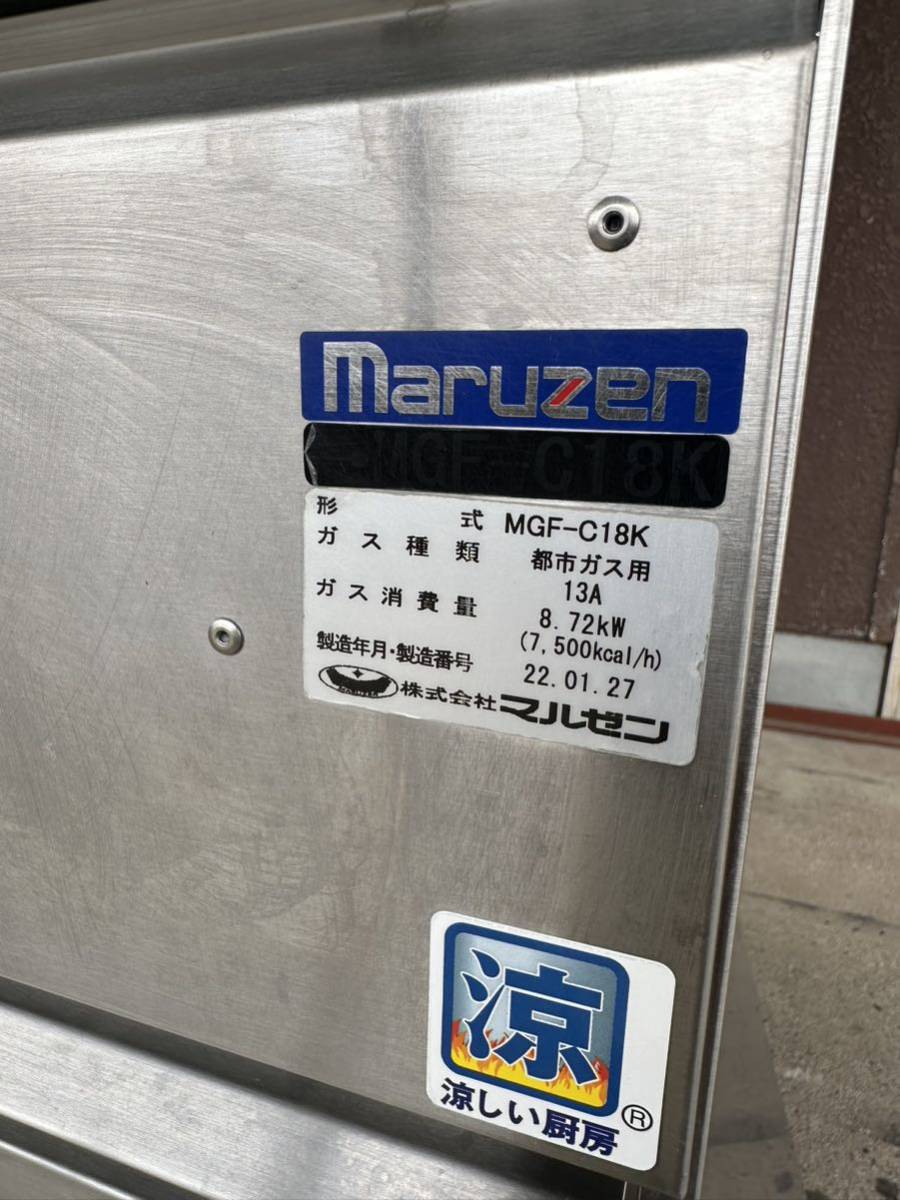 maruzen
MGF-C18K
形 式 MGF-C18K
ガス種類 都市ガス用
13A
ガス消費量 8.72kW
(7,500kcal/h)
製造年月・製造番号 22.01.27
株式会社マルゼン
涼
涼しい厨房®